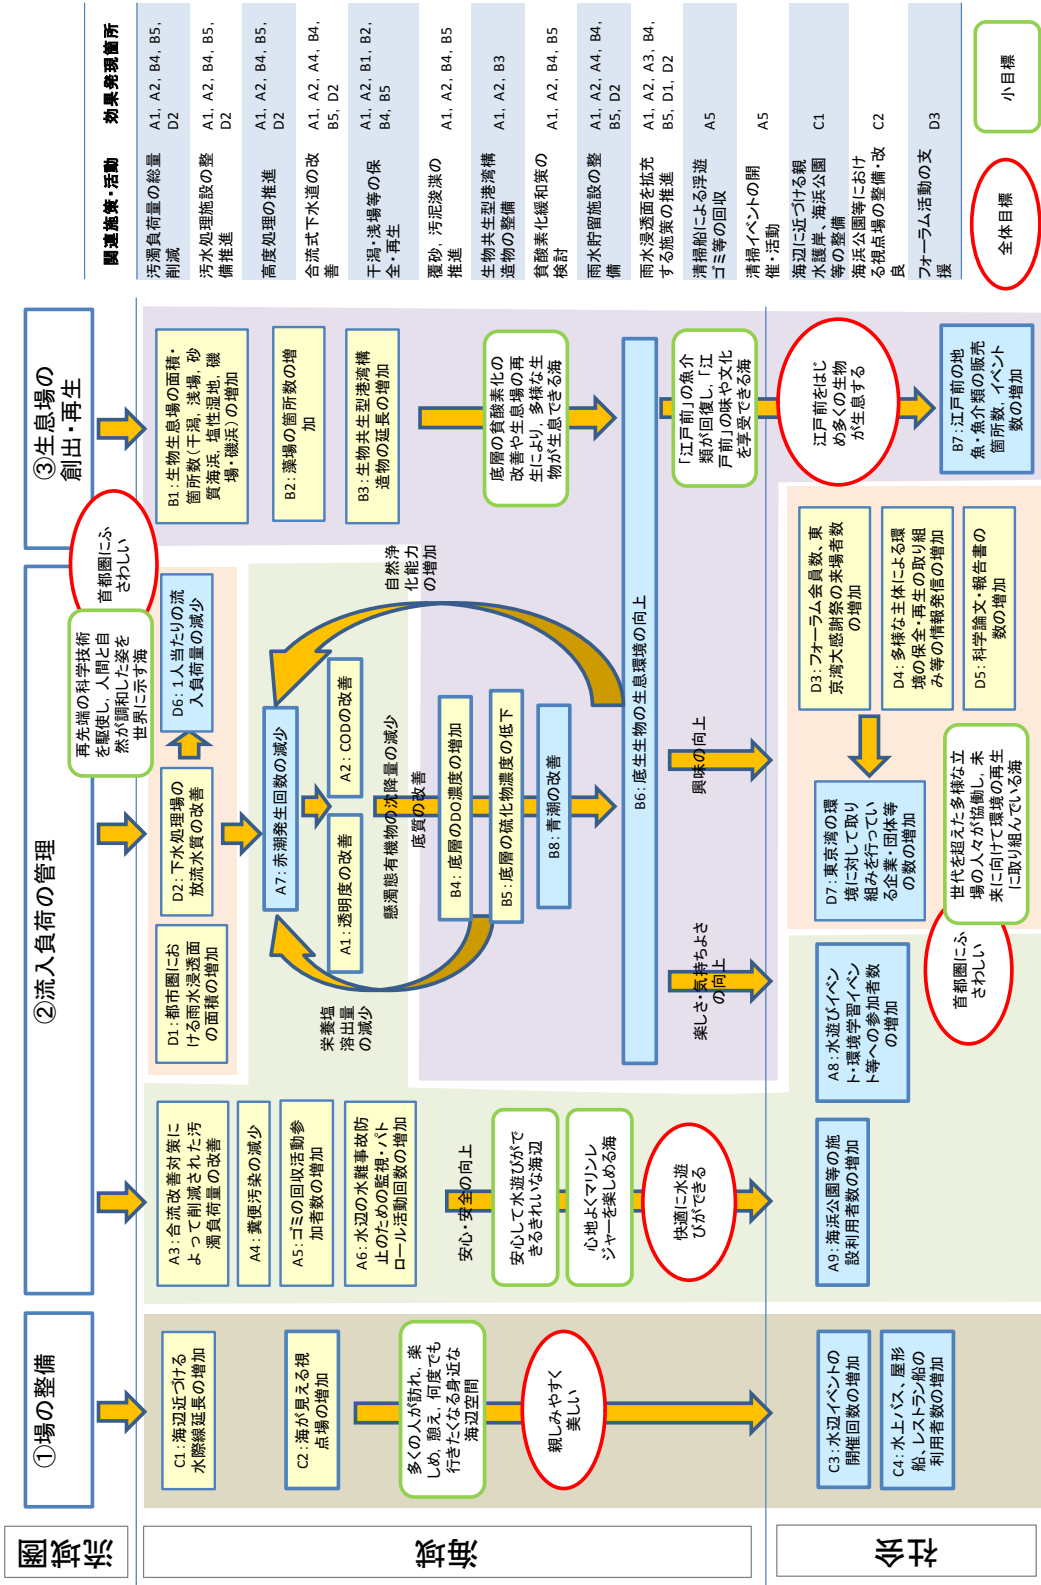 流域圏
海域
社会
①場の整備
②流入負荷の管理
③生息場の
創出・再生
C1：海辺近づける
水際線延長の増加
C2：海が見える視
点場の増加
多くの人が訪れ，楽
しめ，憩え，何度でも
行きたくなる身近な
海辺空間
親しみやすく
美しい
C3：水辺イベントの
開催回数の増加
C4：水上バス、屋形
船、レストラン船の
利用者数の増加
A3：合流改善対策に
よって削減された汚
濁負荷量の改善
A4：糞便汚染の減少
A5：ゴミの回収活動参
加者数の増加
A6：水辺の水難事故防
止のための監視・パト
ロール活動回数の増加
安心・安全の向上
安心して水遊びがで
きるきれいな海辺
心地よくマリンレ
ジャーを楽しめる海
快適に水遊
びができる
A9：海浜公園等の施
設利用者数の増加
A8：水遊びイベン
ト・環境学習イベン
ト等への参加者数
の増加
D1：都市圏にお
ける雨水浸透面
の面積の増加
D2：下水処理場の
放流水質の改善
D6：1人当たりの流
入負荷量の減少
再先端の科学技術
を駆使し，人間と自
然が調和した姿を
世界に示す海
首都圏にふ
さわしい
A7：赤潮発生回数の減少
A1：透明度の改善
A2：CODの改善
栄養塩
溶出量
の減少
懸濁態有機物の沈降量の減少
底質の改善
自然浄
化能力
の増加
B4：底層のDO濃度の増加
B5：底層の硫化物濃度の低下
B8：青潮の改善
B6：底生生物の生息環境の向上
楽しさ・気持ちよさ
の向上
興味の向上
B1：生物生息場の面積・
箇所数（干潟，浅場，砂
質海浜，塩性湿地，磯
場・磯浜）の増加
B2：藻場の箇所数の増
加
B3：生物共生型港湾構
造物の延長の増加
底層の貧酸素化の
改善や生息場の再
生により，多様な生
物が生息できる海
「江戸前」の魚介
類が回復し，「江
戸前」の味や文化
を享受できる海
江戸前をはじ
め多くの生物
が生息する
B7：江戸前の地
魚・魚介類の販売
箇所数、イベント
数の増加
D3：フォーラム会員数、東
京湾大感謝祭の来場者数
の増加
D4：多様な主体による環
境の保全・再生の取り組
み等の情報発信の増加
D5：科学論文・報告書の
数の増加
D7：東京湾の環
境に対して取り
組みを行ってい
る企業・団体等
の数の増加
世代を超えた多様な立
場の人々が協働し，未
来に向けて環境の再生
に取り組んでいる海
首都圏にふ
さわしい
関連施策・活動 効果発現箇所
汚濁負荷量の総量 A1, A2, B4, B5,
削減 D2
汚水処理施設の整 A1, A2, B4, B5,
備推進 D2
高度処理の推進 A1, A2, B4, B5,
D2
合流式下水道の改 A1, A2, A4, B4,
善 B5, D2
干潟・浅場等の保 A1, A2, B1, B2,
全・再生 B4, B5
覆砂，汚泥浚渫の A1, A2, B4, B5
推進
生物共生型港湾構 A1, A2, B3
造物の整備
貧酸素化緩和策の A1, A2, B4, B5
検討
雨水貯留施設の整 A1, A2, A4, B4,
備 B5, D2
雨水浸透面を拡充 A1, A2, A3, B4,
する施策の推進 B5, D1, D2
清掃船による浮遊 A5
ゴミ等の回収
清掃イベントの開 A5
催・活動
海辺に近づける親 C1
水護岸、海浜公園
等の整備
海浜公園等におけ C2
る視点場の整備・改
良
フォーラム活動の支 D3
援
全体目標
小目標